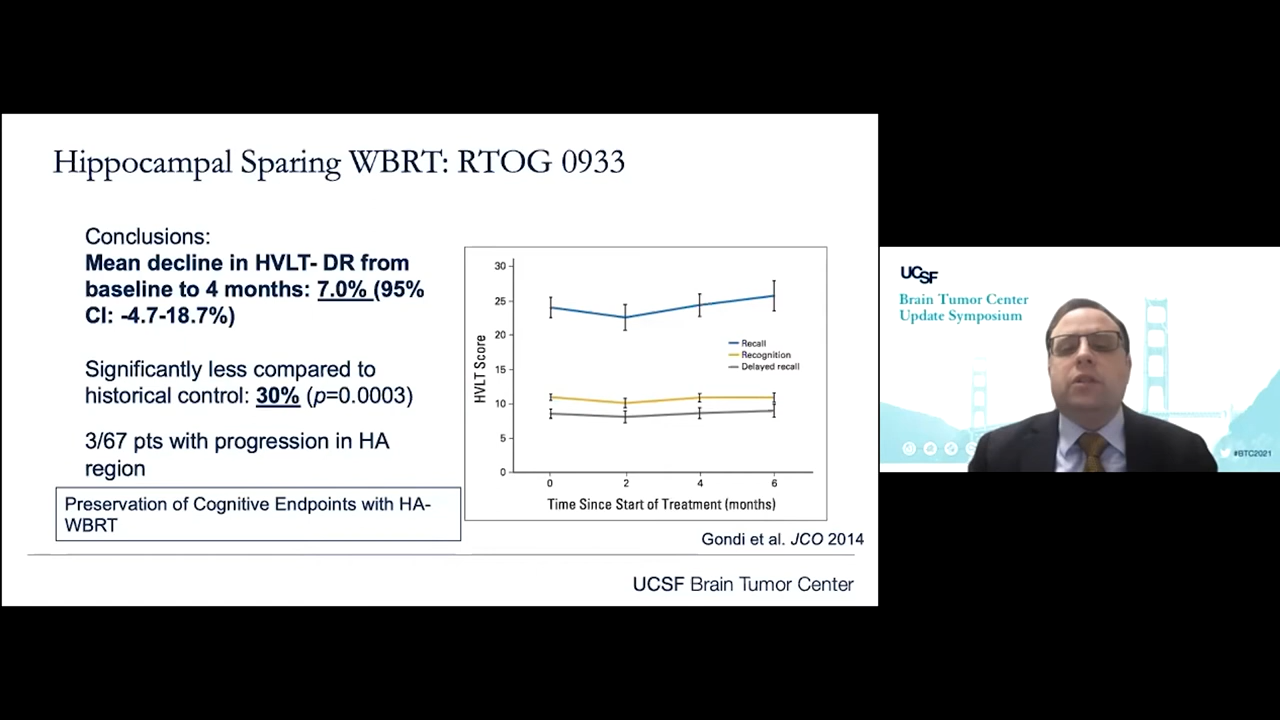 Hippocampal Sparing WBRT: RTOG 0933
Conclusions:
Mean decline in HVLT- DR from
baseline to 4 months: 7.0% (95%
CI: -4.7-18.7%)
Significantly less compared to
historical control: 30% (p=0.0003)
3/67 pts with progression in HA
region
Preservation of Cognitive Endpoints with HA-
WBRT
HVLT Score
30
25
20
15
10
5
0
Recall
Recognition
Delayed recall
0 2 4 6
Time Since Start of Treatment (months)
Gondi et al. JCO 2014
UCSF Brain Tumor Center
UCSF
Brain Tumor Center
Update Symposium
#BTC2021